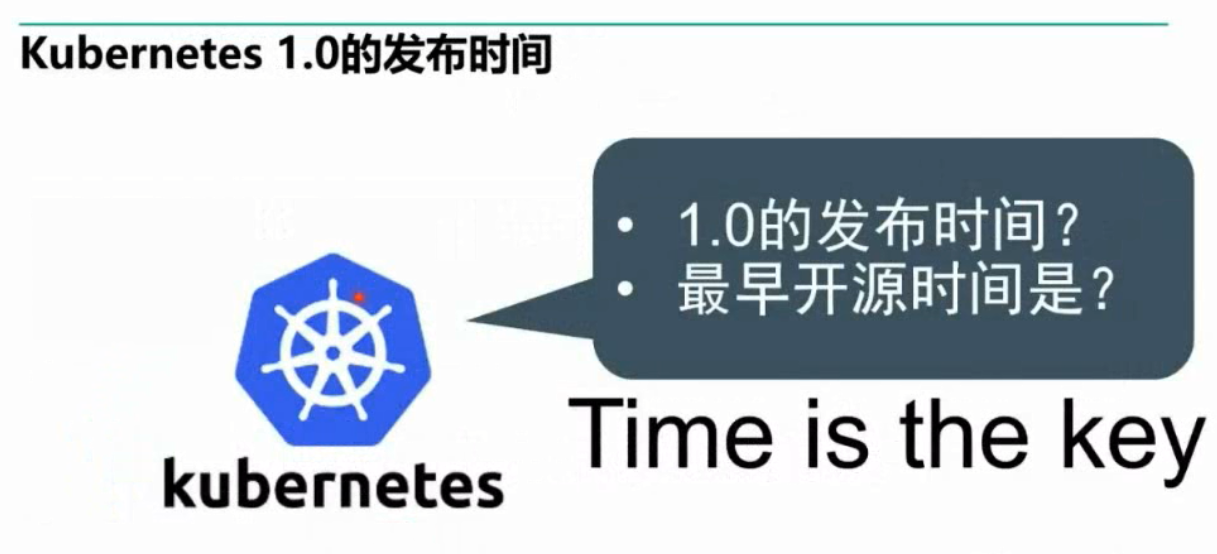 Kubernetes 1.0的发布时间
• 1.0的发布时间？
• 最早开源时间是？
Time is the key
kubernetes